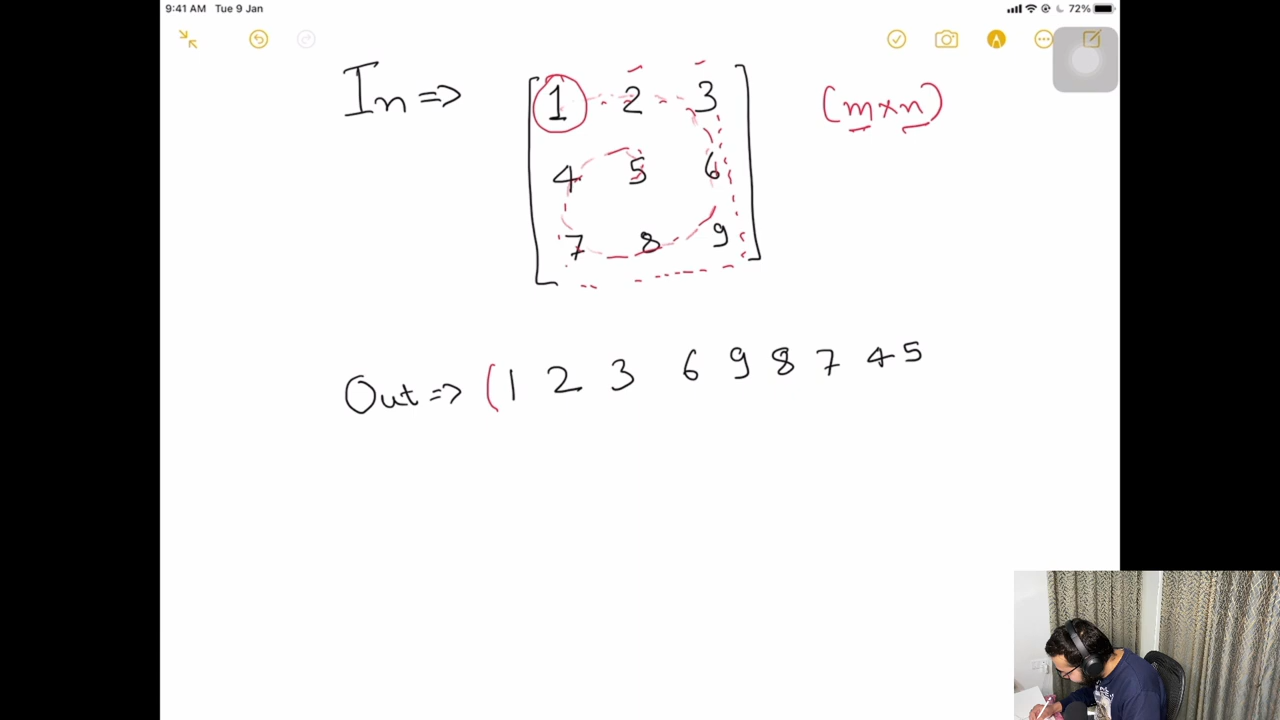 9:41 AM Tue 9 Jan 72%
In => 1 2 3 (m×n)
4 5 6
7 8 9
Out => (1 2 3 6 9 8 7 4 5